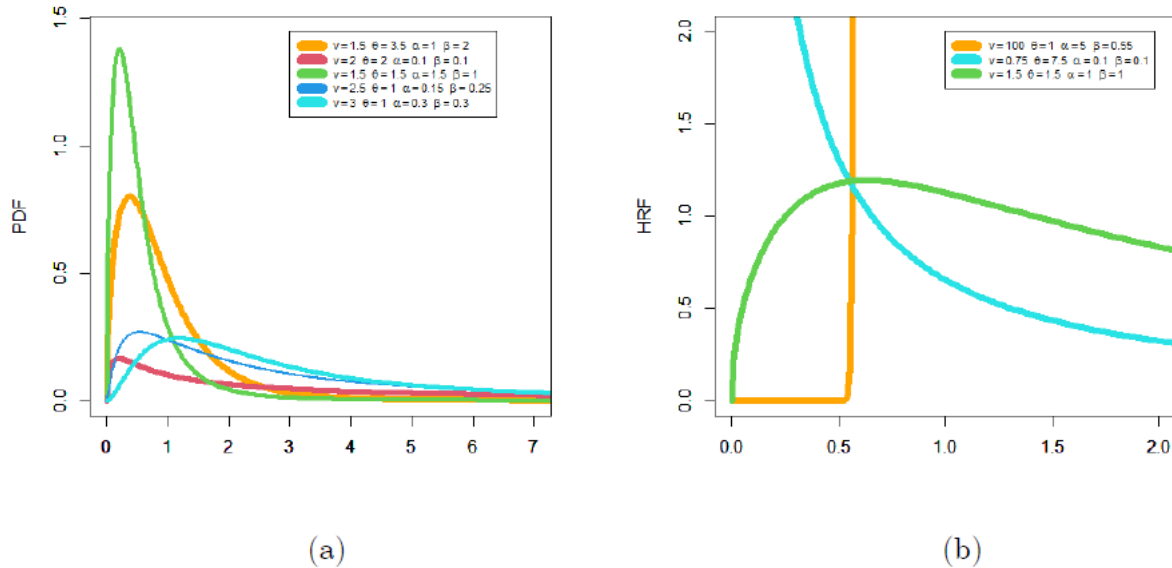 PDF
0.0 0.5 1.0 1.5
v = 1.5 θ = 3.5 α = 1 β = 2
v = 2 θ = 2 α = 0.1 β = 0.1
v = 1.5 θ = 1.5 α = 1.5 β = 1
v = 2.5 θ = 1 α = 0.15 β = 0.25
v = 3 θ = 1 α = 0.3 β = 0.3
0 1 2 3 4 5 6 7
(a)
HRF
0.0 0.5 1.0 1.5 2.0
v = 100 θ = 1 α = 5 β = 0.55
v = 0.75 θ = 7.5 α = 0.1 β = 0.1
v = 1.5 θ = 1.5 α = 1 β = 1
0.0 0.5 1.0 1.5 2.0
(b)